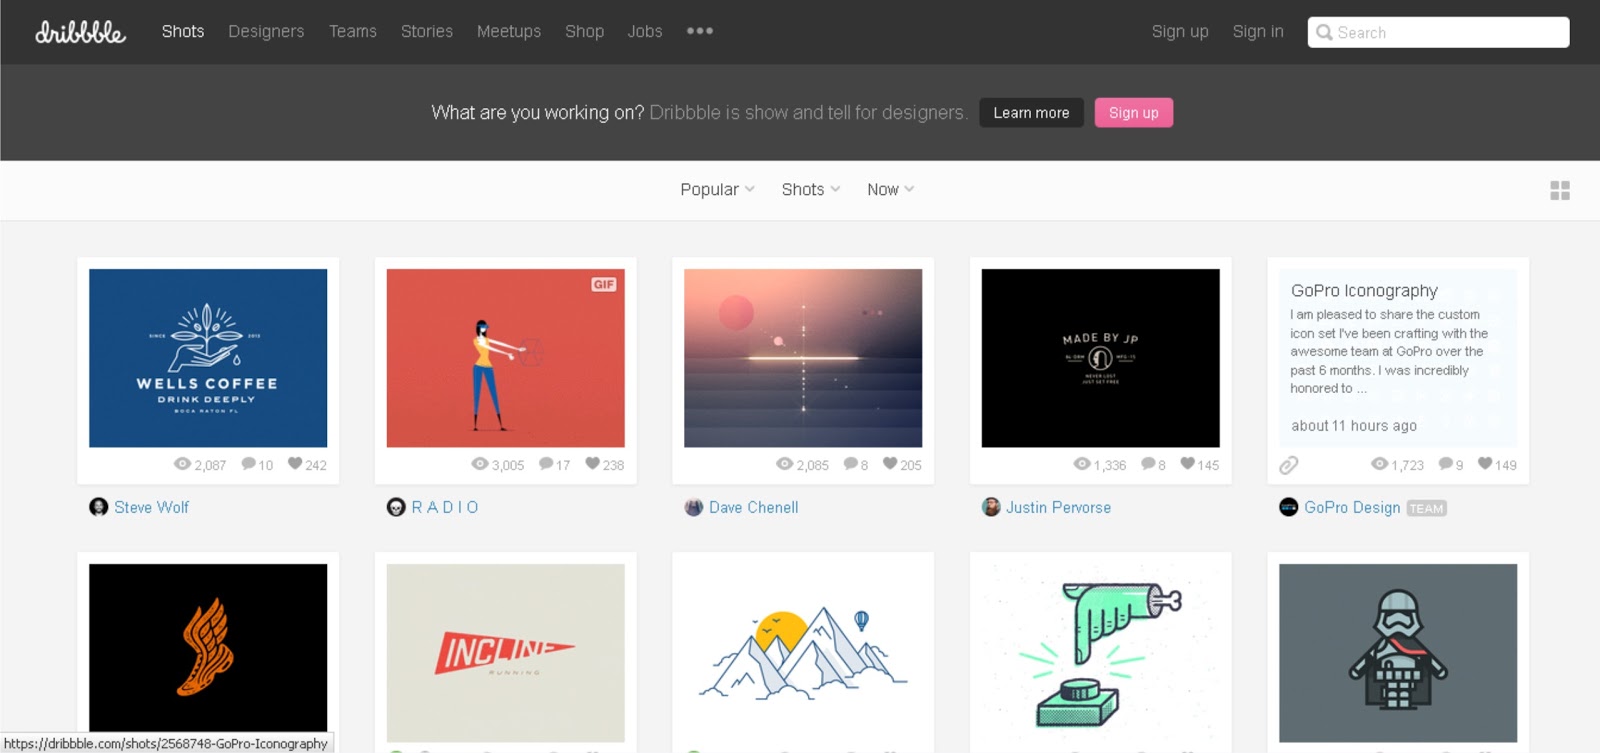 dribbble Shots Designers Teams Stories Meetups Shop Jobs Sign up Sign in Search
What are you working on? Dribbble is show and tell for designers. Learn more Sign up
Popular Shots Now
SINCE 2015
WELLS COFFEE
DRINK DEEPLY
BOCA RATON FL
2,087 10 242
Steve Wolf
GIF
3,005 17 238
R A D I O
2,085 8 205
Dave Chenell
MADE BY JP
NEVER LOST
JUST SET FREE
1,336 8 145
Justin Pervorse
GoPro Iconography
I am pleased to share the custom
icon set I've been crafting with the
awesome team at GoPro over the
past 6 months. I was incredibly
honored to ...
about 11 hours ago
1,723 9 149
GoPro Design TEAM
INCLINE
RUNNING
https://dribbble.com/shots/2568748-GoPro-Iconography